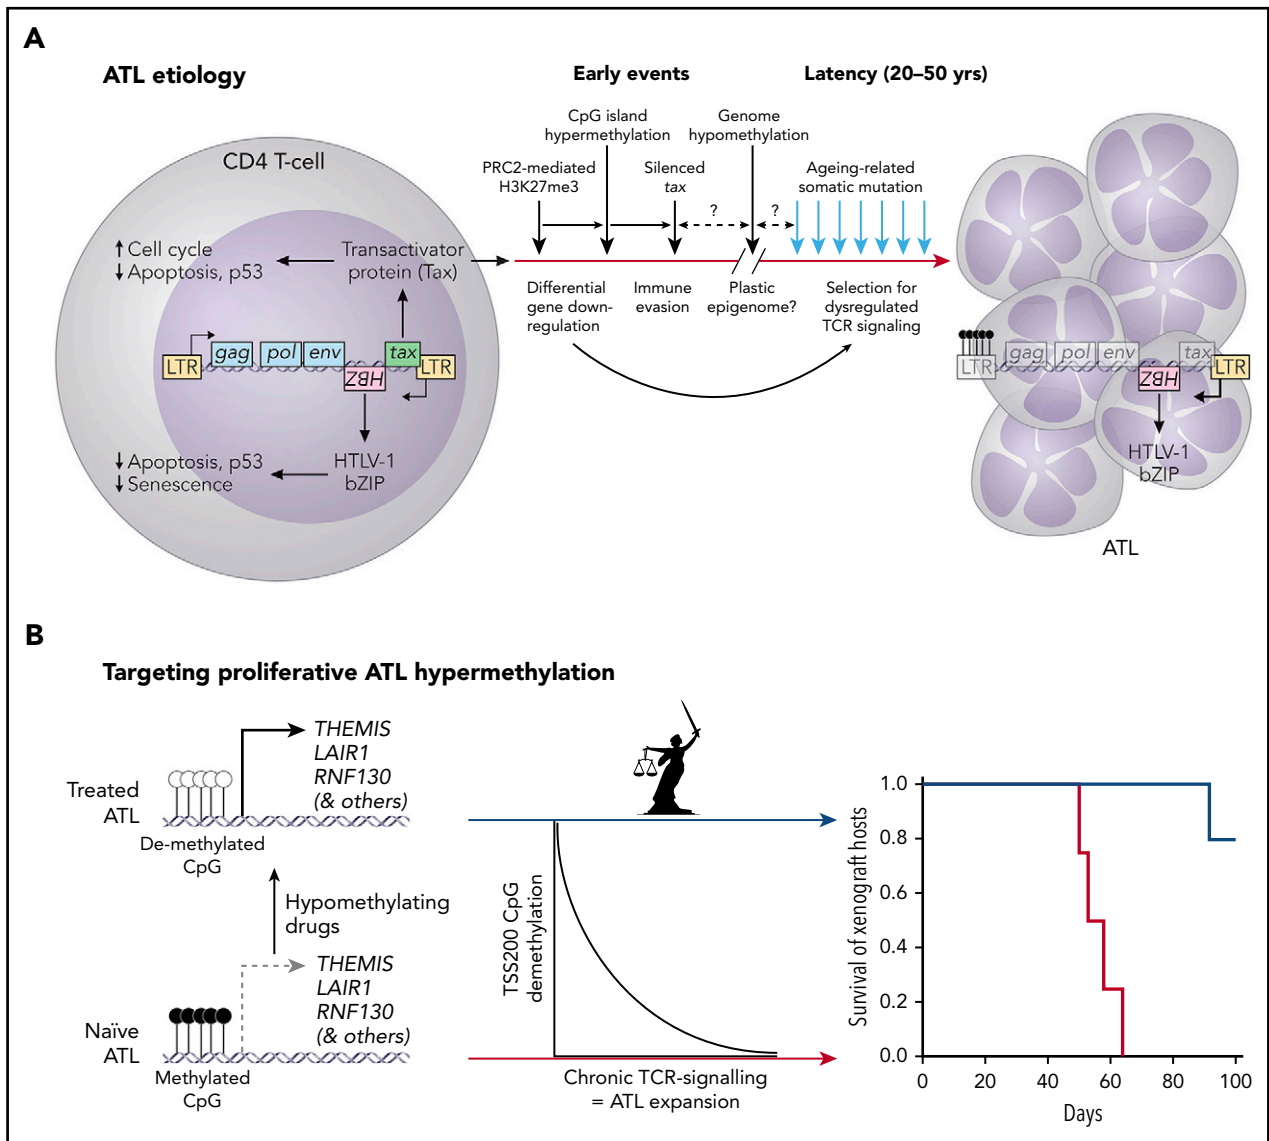 A
ATL etiology
Early events
Latency (20–50 yrs)
CpG island
hypermethylation
Genome
hypomethylation
PRC2-mediated
H3K27me3
Silenced
tax
Ageing-related
somatic mutation
?
?
CD4 T-cell
Cell cycle
Apoptosis, p53
Transactivator
protein (Tax)
Differential
gene down-
regulation
Immune
evasion
Plastic
epigenome?
Selection for
dysregulated
TCR signaling
LTR
gag
pol
env
tax
LTR
HBZ
Apoptosis, p53
Senescence
HTLV-1
bZIP
LTR
gag
pol
env
tax
LTR
HBZ
HTLV-1
bZIP
ATL
B
Targeting proliferative ATL hypermethylation
Treated
ATL
THEMIS
LAIR1
RNF130
(& others)
De-methylated
CpG
Hypomethylating
drugs
Naïve
ATL
THEMIS
LAIR1
RNF130
(& others)
Methylated
CpG
TSS200 CpG
demethylation
Chronic TCR-signalling
= ATL expansion
Survival of xenograft hosts
1.0
0.8
0.6
0.4
0.2
0.0
0 20 40 60 80 100
Days